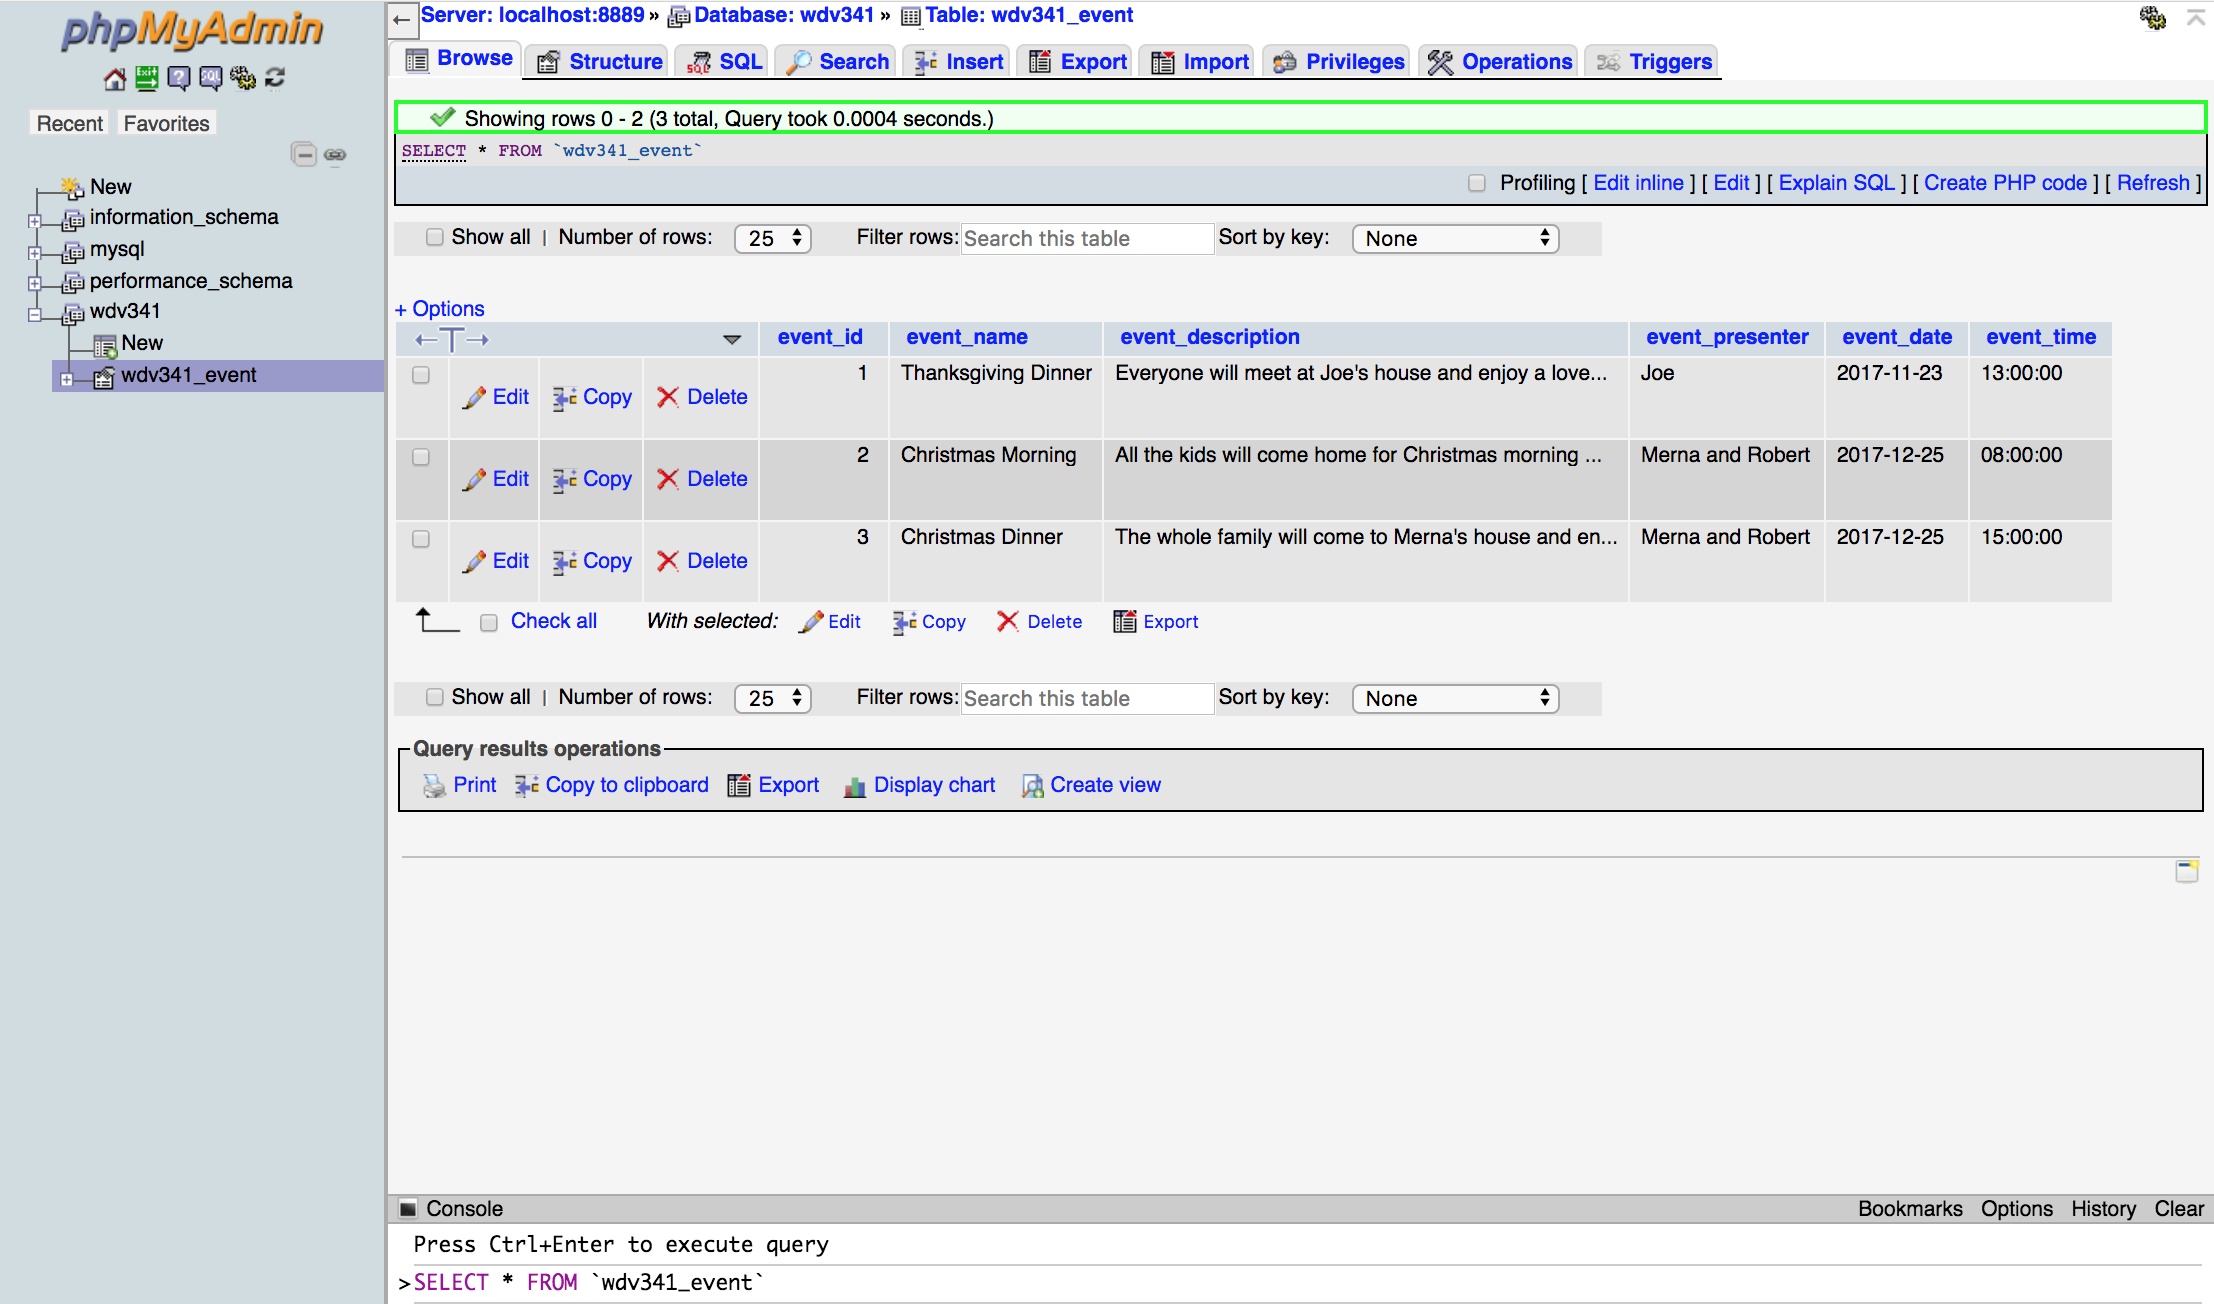 phpMyAdmin
Recent Favorites
New
information_schema
mysql
performance_schema
wdv341
New
wdv341_event
Server: localhost:8889 » Database: wdv341 » Table: wdv341_event
Browse Structure SQL Search Insert Export Import Privileges Operations Triggers
Showing rows 0 - 2 (3 total, Query took 0.0004 seconds.)
SELECT * FROM `wdv341_event`
Profiling [ Edit inline ] [ Edit ] [ Explain SQL ] [ Create PHP code ] [ Refresh ]
Show all | Number of rows: 25 Filter rows: Search this table Sort by key: None
+ Options
event_id event_name event_description event_presenter event_date event_time
Edit Copy Delete 1 Thanksgiving Dinner Everyone will meet at Joe's house and enjoy a love... Joe 2017-11-23 13:00:00
Edit Copy Delete 2 Christmas Morning All the kids will come home for Christmas morning ... Merna and Robert 2017-12-25 08:00:00
Edit Copy Delete 3 Christmas Dinner The whole family will come to Merna's house and en... Merna and Robert 2017-12-25 15:00:00
Check all With selected: Edit Copy Delete Export
Show all | Number of rows: 25 Filter rows: Search this table Sort by key: None
Query results operations
Print Copy to clipboard Export Display chart Create view
Console Bookmarks Options History Clear
Press Ctrl+Enter to execute query
>SELECT * FROM `wdv341_event`